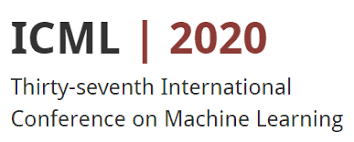 ICML | 2020
Thirty-seventh International
Conference on Machine Learning